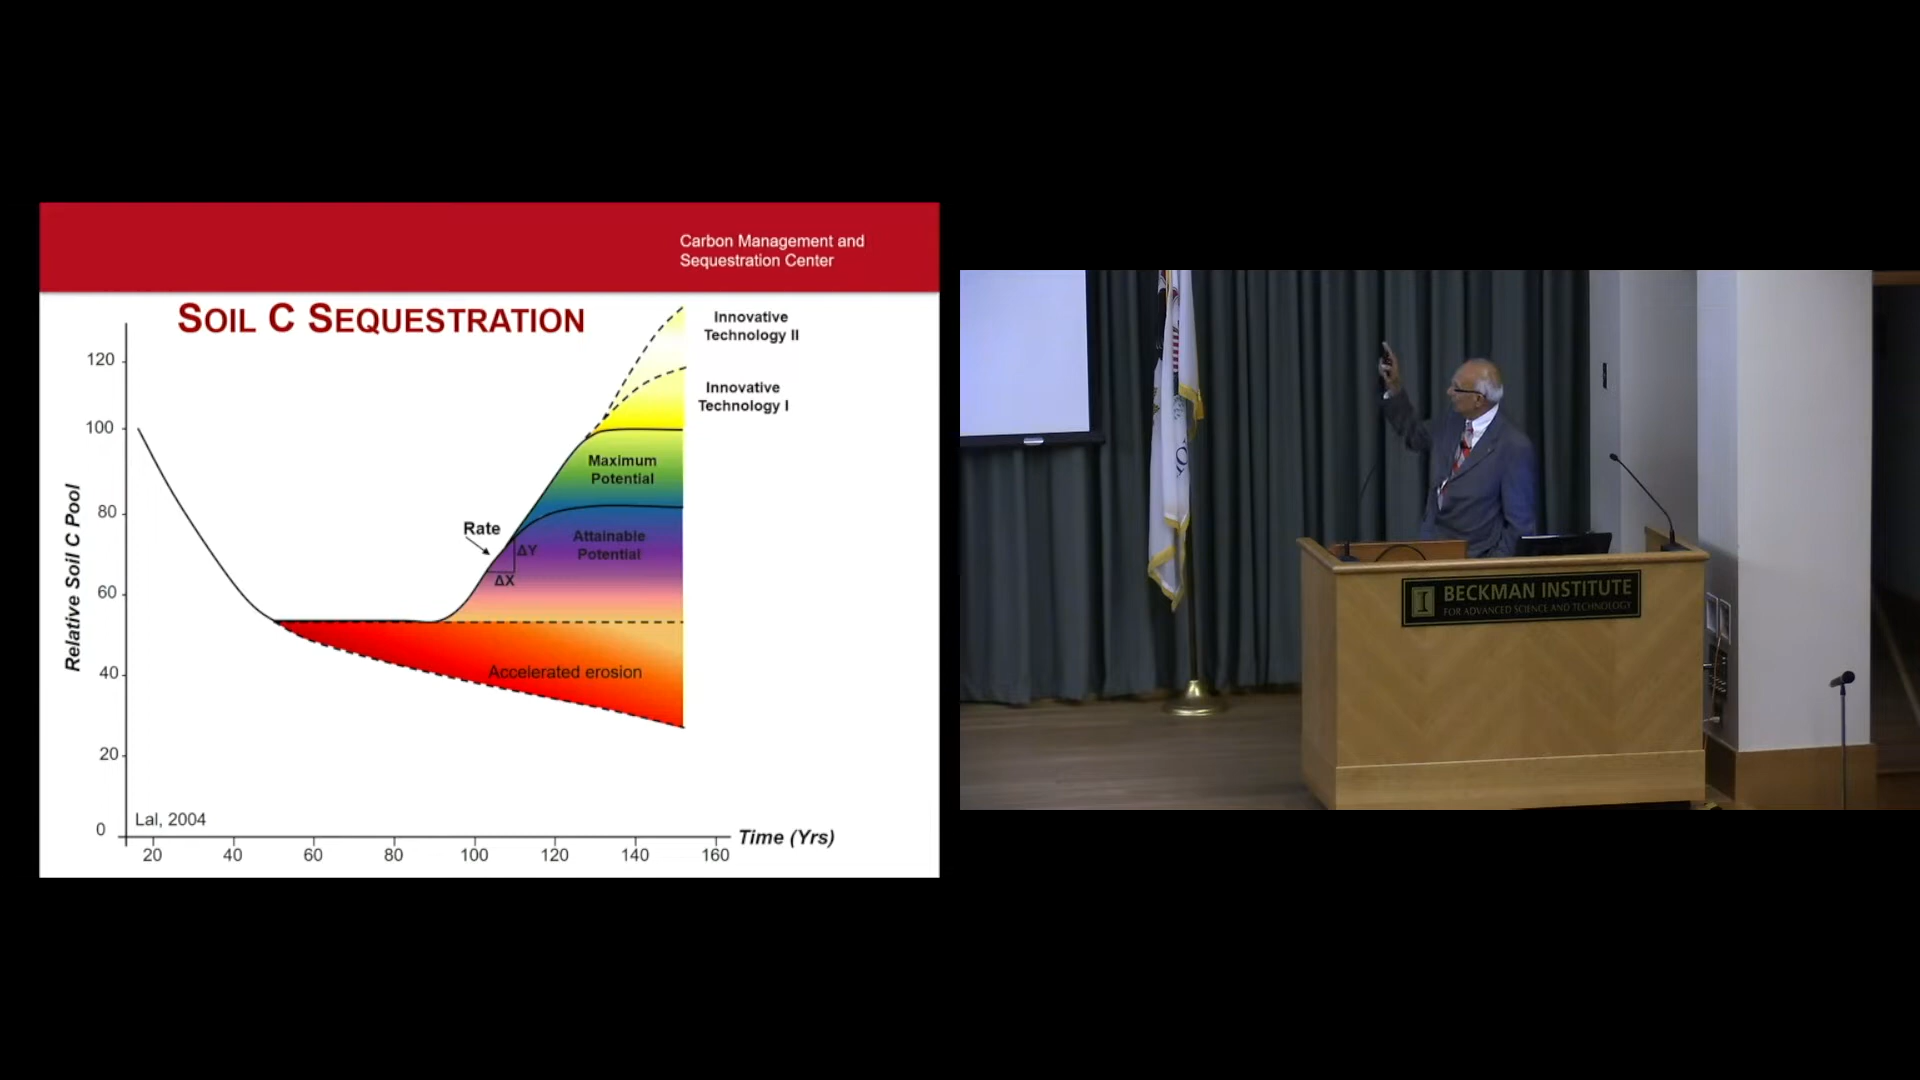 Carbon Management and
Sequestration Center
SOIL C SEQUESTRATION
Innovative
Technology II
Innovative
Technology I
Maximum
Potential
Rate
ΔY
ΔX
Attainable
Potential
Accelerated erosion
Relative Soil C Pool
120
100
80
60
40
20
0
Lal, 2004
20 40 60 80 100 120 140 160
Time (Yrs)
I BECKMAN INSTITUTE
FOR ADVANCED SCIENCE AND TECHNOLOGY